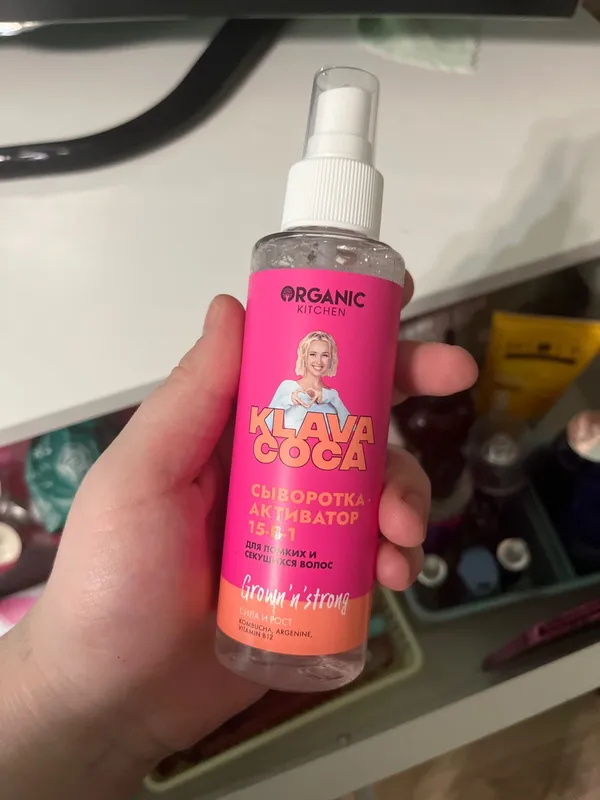 ORGANIC
KITCHEN
KLAVA
COCA
СЫВОРОТКА-
АКТИВАТОР
15-В-1
ДЛЯ ЛОМКИХ И
СЕКУЩИХСЯ ВОЛОС
Grown'n'strong
СИЛА И РОСТ
KOMBUCHA, ARGENINE,
VITAMIN B12